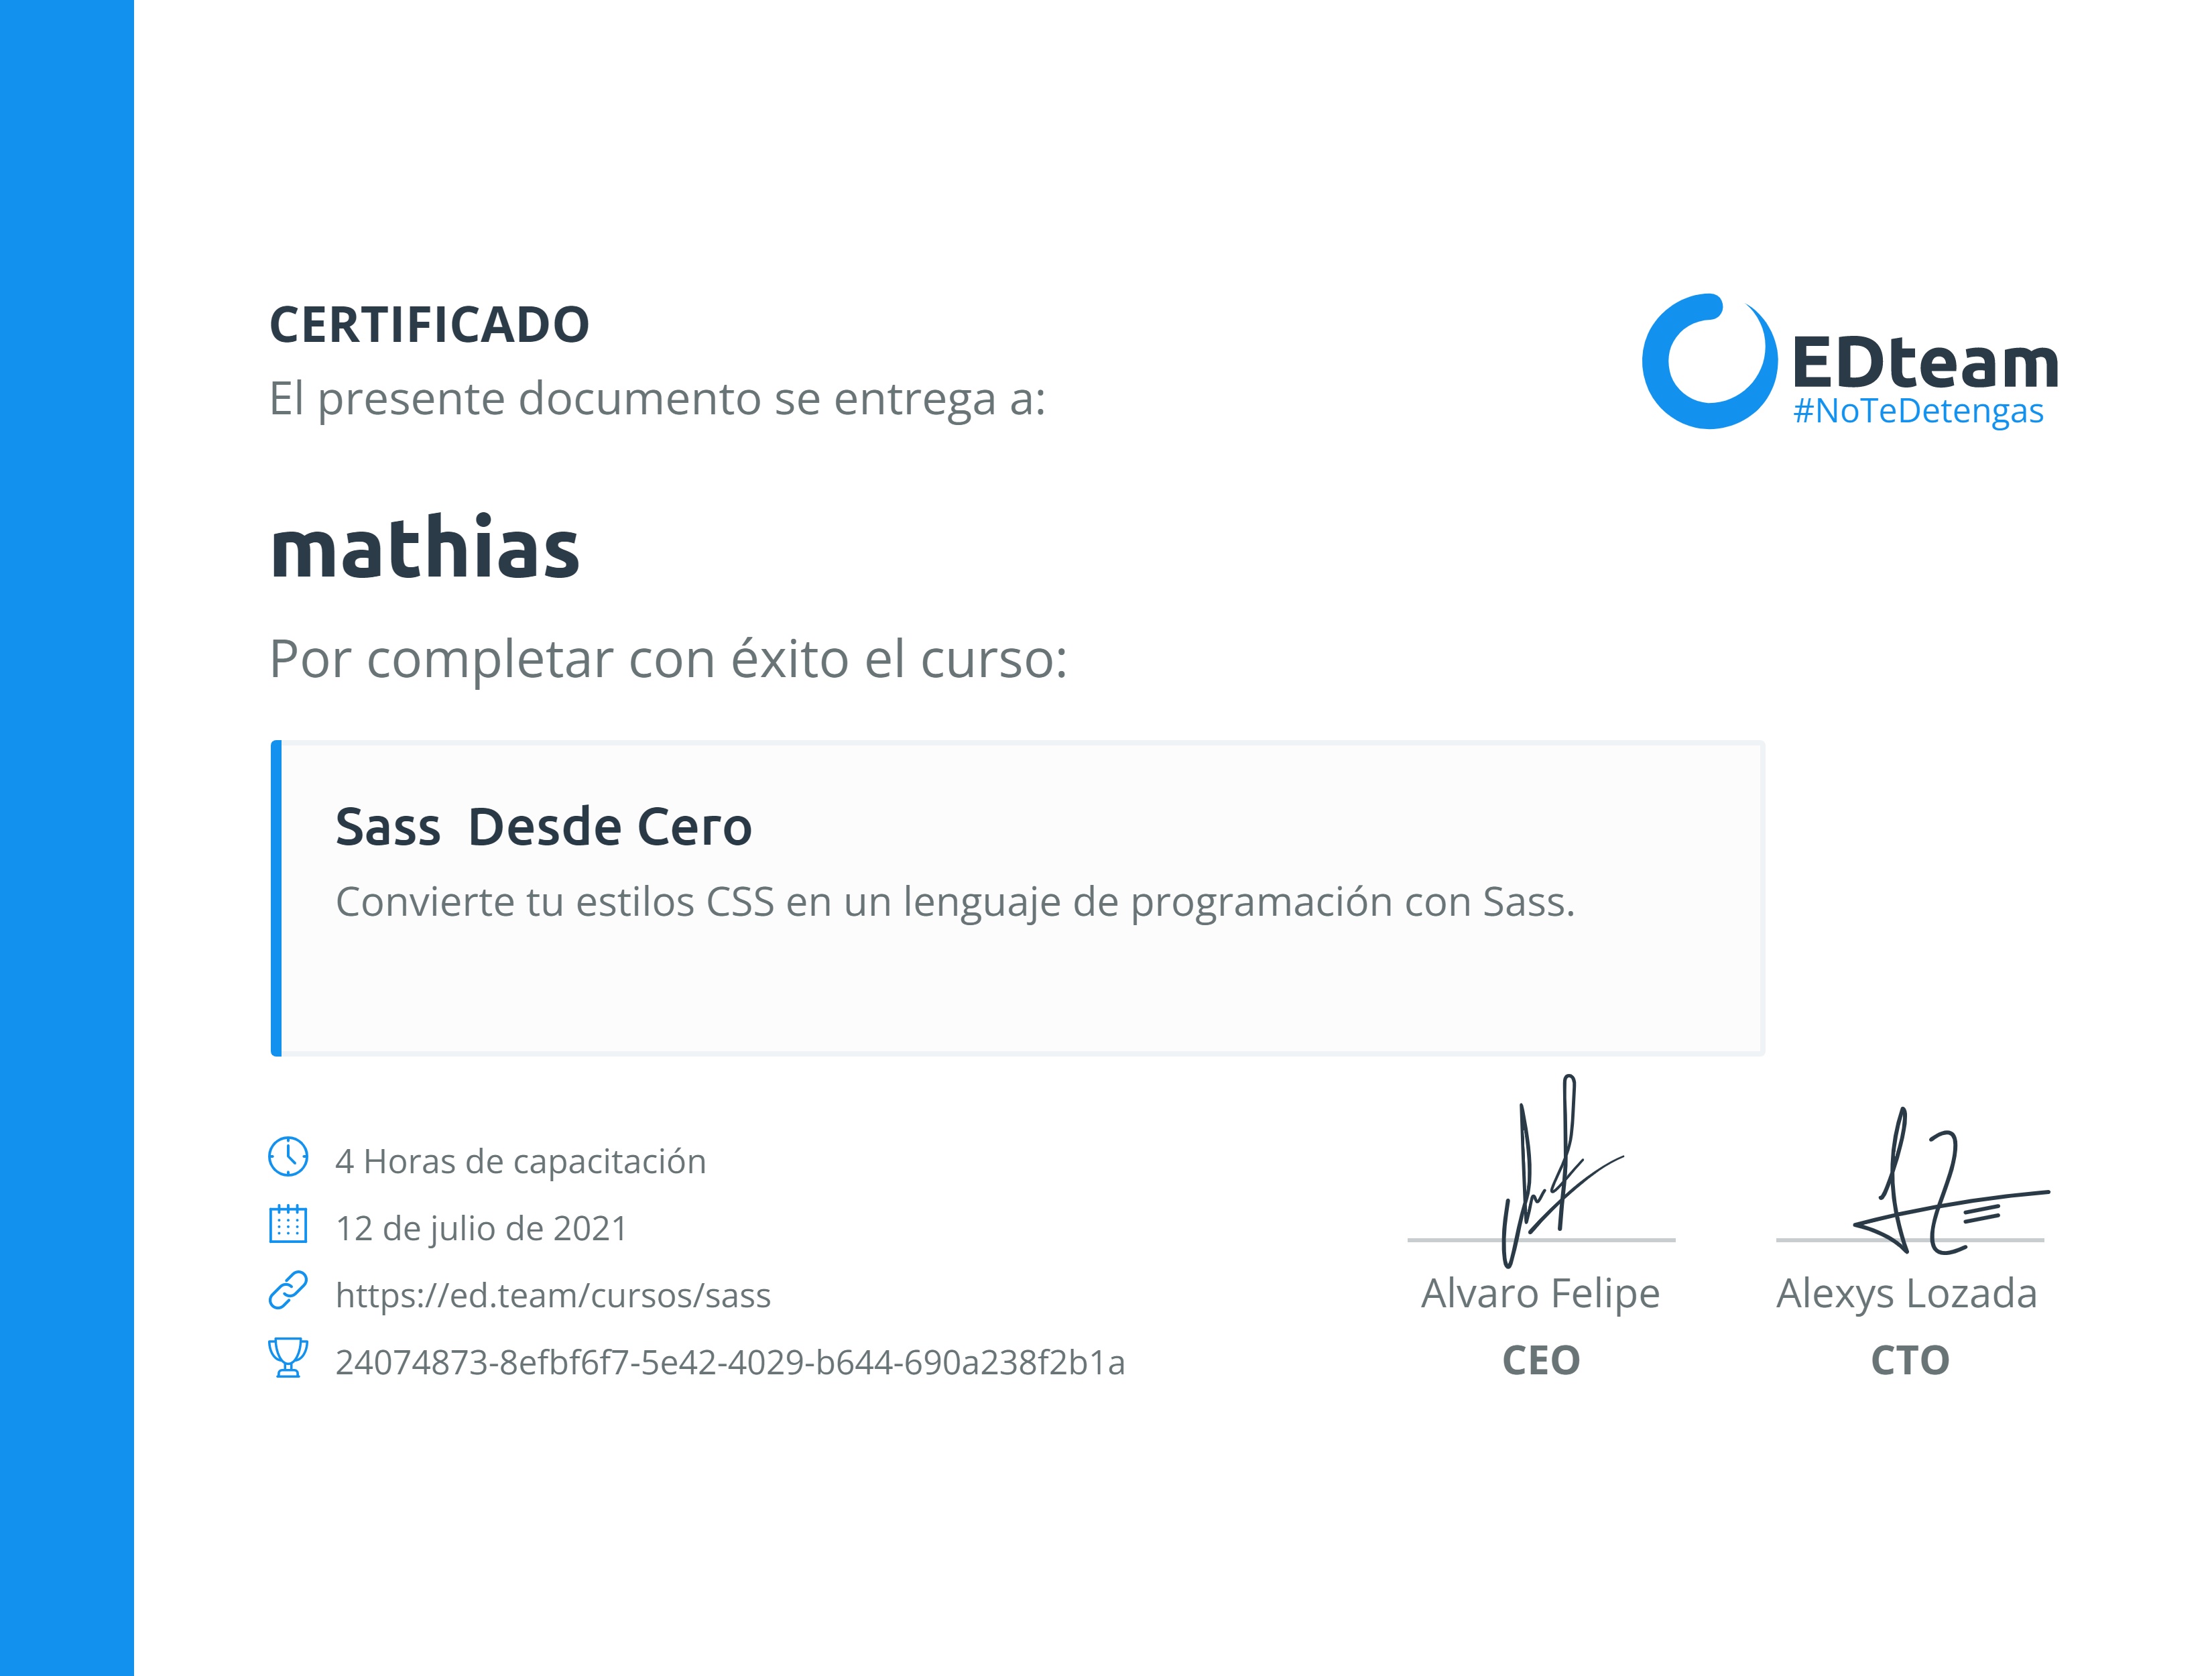 CERTIFICADO
El presente documento se entrega a:
EDteam
#NoTeDetengas
mathias
Por completar con éxito el curso:
Sass  Desde Cero
Convierte tu estilos CSS en un lenguaje de programación con Sass.
4 Horas de capacitación
12 de julio de 2021
https://ed.team/cursos/sass
24074873-8efbf6f7-5e42-4029-b644-690a238f2b1a
Alvaro Felipe
CEO
Alexys Lozada
CTO